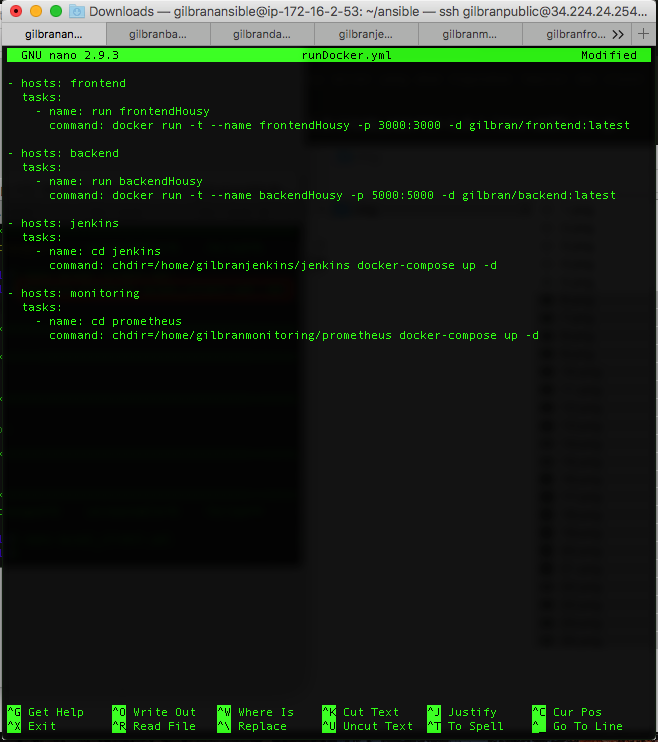 Downloads — gilbranansible@ip-172-16-2-53: ~/ansible — ssh gilbranpublic@34.224.24.254...
gilbranan... gilbranba... gilbranda... gilbranje... gilbranm... gilbranfro... >> +
GNU nano 2.9.3 runDocker.yml Modified
- hosts: frontend
  tasks:
    - name: run frontendHousy
      command: docker run -t --name frontendHousy -p 3000:3000 -d gilbran/frontend:latest
- hosts: backend
  tasks:
    - name: run backendHousy
      command: docker run -t --name backendHousy -p 5000:5000 -d gilbran/backend:latest
- hosts: jenkins
  tasks:
    - name: cd jenkins
      command: chdir=/home/gilbranjenkins/jenkins docker-compose up -d
- hosts: monitoring
  tasks:
    - name: cd prometheus
      command: chdir=/home/gilbranmonitoring/prometheus docker-compose up -d
^G Get Help ^O Write Out ^W Where Is ^K Cut Text ^J Justify ^C Cur Pos
^X Exit ^R Read File ^\ Replace ^U Uncut Text ^T To Spell ^_ Go To Line